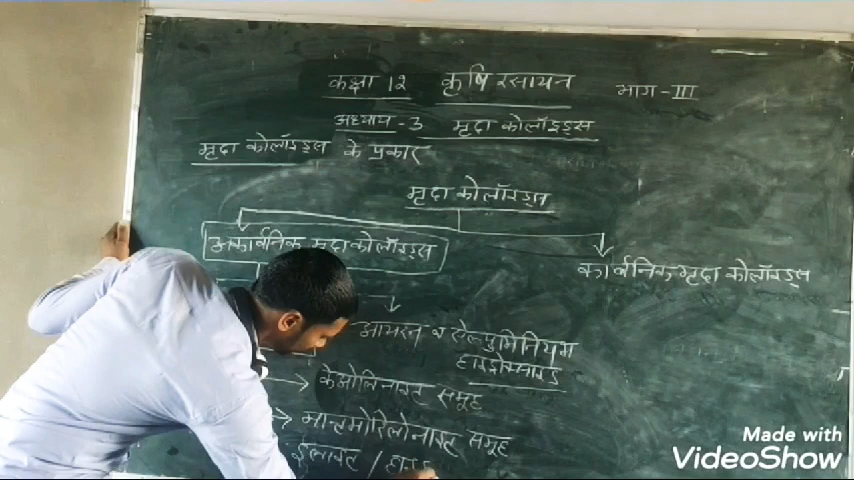 कक्षा 12 कृषि रसायन भाग-III
अध्याय-3 मृदा कोलॉइड्स
मृदा कोलॉइड्स के प्रकार
मृदा कोलॉइड्स
अकार्बनिक मृदा कोलॉइड्स
कार्बनिक मृदा कोलॉइड्स
आयरन व ऐल्युमिनियम
हाइड्रोक्साइड
केओलिनाइट समूह
मान्टमोरिलोनाइट समूह
इलाइट /
Made with
VideoShow